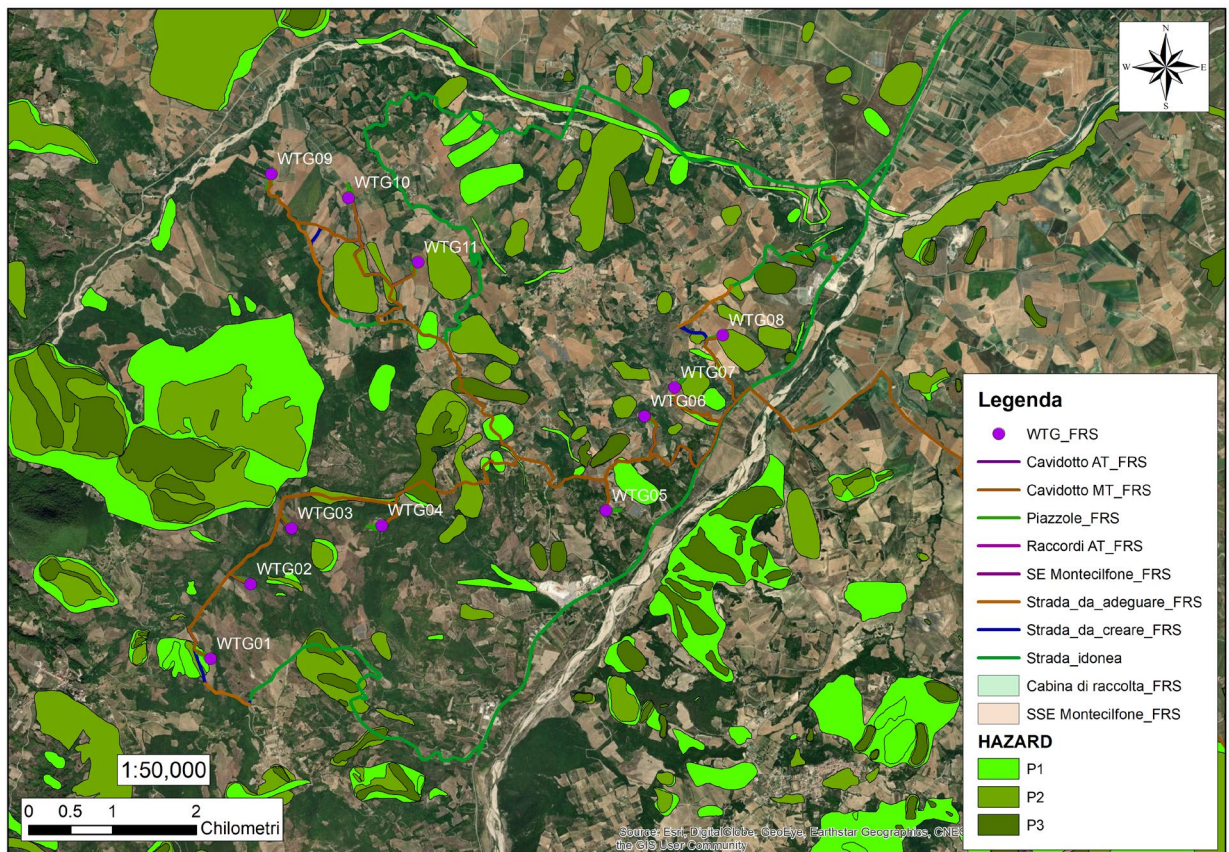 N
W E
S
WTG09
WTG10
WTG11
WTG08
WTG07
WTG06
WTG05
WTG03
WTG04
WTG02
WTG01
Legenda
WTG_FRS
Cavidotto AT_FRS
Cavidotto MT_FRS
Piazzole_FRS
Raccordi AT_FRS
SE Montecilfone_FRS
Strada_da_adeguare_FRS
Strada_da_creare_FRS
Strada_idonea
Cabina di raccolta_FRS
SSE Montecilfone_FRS
HAZARD
P1
P2
P3
1:50,000
0 0.5 1 2
Chilometri
Source: Esri, DigitalGlobe, GeoEye, Earthstar Geographics, CNES
the GIS User Community